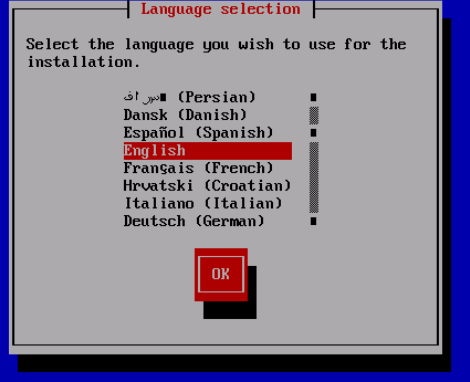 Language selection
Select the language you wish to use for the
installation.
(Persian)
Dansk (Danish)
Español (Spanish)
English
Français (French)
Hrvatski (Croatian)
Italiano (Italian)
Deutsch (German)
OK